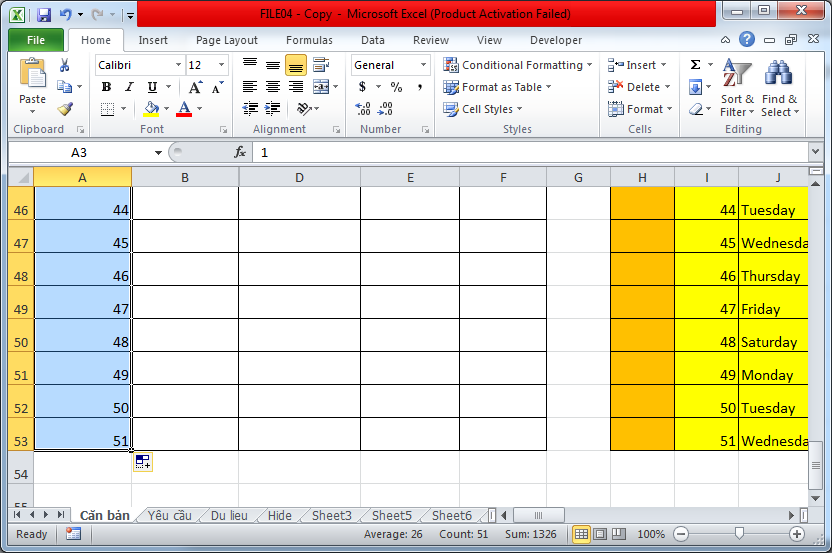 FILE04 - Copy - Microsoft Excel (Product Activation Failed)
File Home Insert Page Layout Formulas Data Review View Developer
Calibri 12 General Conditional Formatting Insert
Paste B I U A A $ % , Format as Table Delete Sort & Find &
A Cell Styles Format Filter Select
Clipboard Font Alignment Number Styles Cells Editing
A3 fx 1
A B D E F G H I J
46 44 44 Tuesday
47 45 45 Wednesda
48 46 46 Thursday
49 47 47 Friday
50 48 48 Saturday
51 49 49 Monday
52 50 50 Tuesday
53 51 51 Wednesda
54
55
Căn bản Yêu cầu Du lieu Hide Sheet3 Sheet5 Sheet6
Ready Average: 26 Count: 51 Sum: 1326 100%